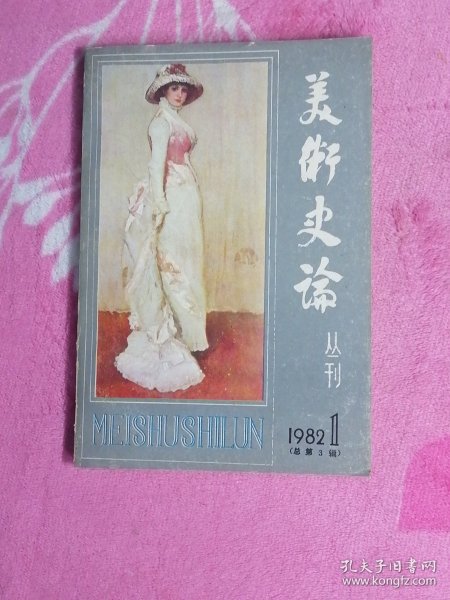 美術史论
丛刊
MEISHUSHILUN
1982 1
(总第3辑)
孔夫子旧书网
www.kongfz.com